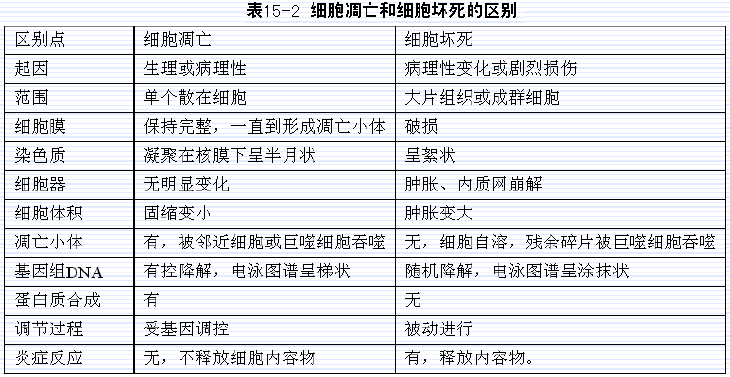 表15-2 细胞凋亡和细胞坏死的区别
区别点 细胞凋亡 细胞坏死
起因 生理或病理性 病理性变化或剧烈损伤
范围 单个散在细胞 大片组织或成群细胞
细胞膜 保持完整，一直到形成凋亡小体 破损
染色质 凝聚在核膜下呈半月状 呈絮状
细胞器 无明显变化 肿胀、内质网崩解
细胞体积 固缩变小 肿胀变大
凋亡小体 有，被邻近细胞或巨噬细胞吞噬 无，细胞自溶，残余碎片被巨噬细胞吞噬
基因组DNA 有控降解，电泳图谱呈梯状 随机降解，电泳图谱呈涂抹状
蛋白质合成 有 无
调节过程 受基因调控 被动进行
炎症反应 无，不释放细胞内容物 有，释放内容物。